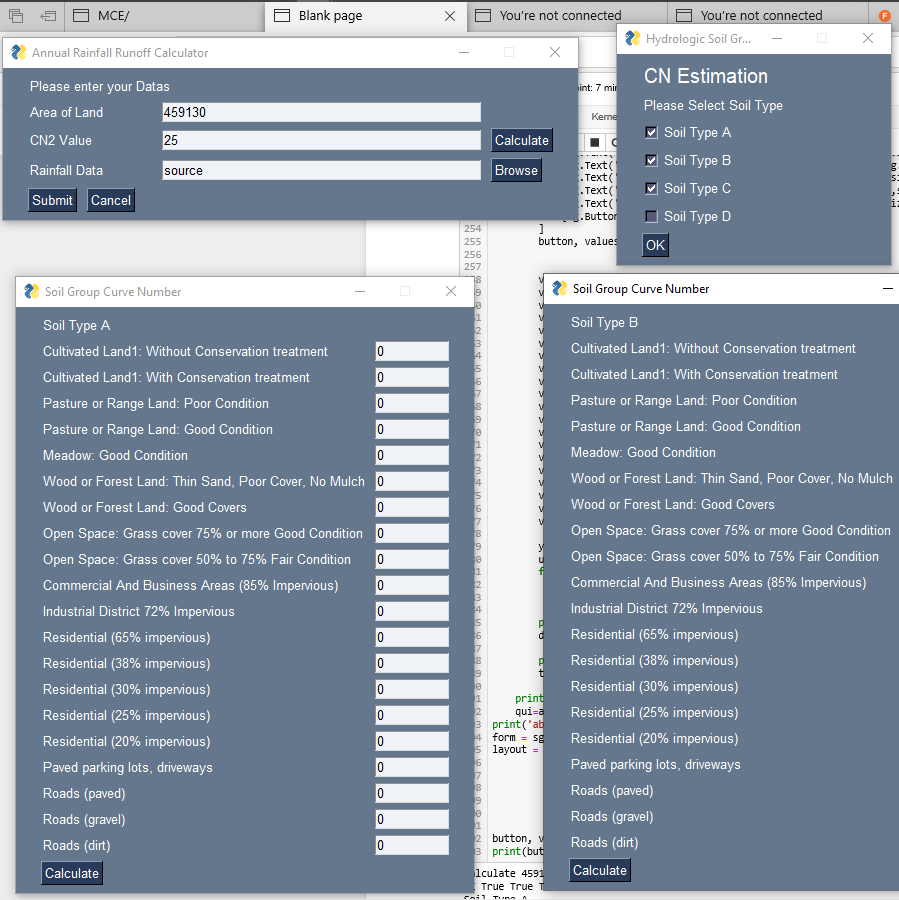 MCE/
Blank page
You're not connected
You're not connected
F
Annual Rainfall Runoff Calculator
Please enter your Datas
Area of Land 459130
CN2 Value 25 Calculate
Rainfall Data source Browse
Submit Cancel
Hydrologic Soil Gr...
CN Estimation
Please Select Soil Type
Soil Type A
Soil Type B
Soil Type C
Soil Type D
OK
int: 7 min
Kerne
.Text('
.Text('
.Text('
.Text('
.Button
254 ]
255 button, values
256
257
Soil Group Curve Number
Soil Type A
Cultivated Land1: Without Conservation treatment 0
Cultivated Land1: With Conservation treatment 0
Pasture or Range Land: Poor Condition 0
Pasture or Range Land: Good Condition 0
Meadow: Good Condition 0
Wood or Forest Land: Thin Sand, Poor Cover, No Mulch 0
Wood or Forest Land: Good Covers 0
Open Space: Grass cover 75% or more Good Condition 0
Open Space: Grass cover 50% to 75% Fair Condition 0
Commercial And Business Areas (85% Impervious) 0
Industrial District 72% Impervious 0
Residential (65% impervious) 0
Residential (38% impervious) 0
Residential (30% impervious) 0
Residential (25% impervious) 0
Residential (20% impervious) 0
Paved parking lots, driveways 0
Roads (paved) 0
Roads (gravel) 0
Roads (dirt) 0
Calculate
print
qui=a
print('ab
form = sg
layout =
button, v
print(but
alculate 4591
True True T
Soil Type A
Soil Group Curve Number
Soil Type B
Cultivated Land1: Without Conservation treatment
Cultivated Land1: With Conservation treatment
Pasture or Range Land: Poor Condition
Pasture or Range Land: Good Condition
Meadow: Good Condition
Wood or Forest Land: Thin Sand, Poor Cover, No Mulch
Wood or Forest Land: Good Covers
Open Space: Grass cover 75% or more Good Condition
Open Space: Grass cover 50% to 75% Fair Condition
Commercial And Business Areas (85% Impervious)
Industrial District 72% Impervious
Residential (65% impervious)
Residential (38% impervious)
Residential (30% impervious)
Residential (25% impervious)
Residential (20% impervious)
Paved parking lots, driveways
Roads (paved)
Roads (gravel)
Roads (dirt)
Calculate